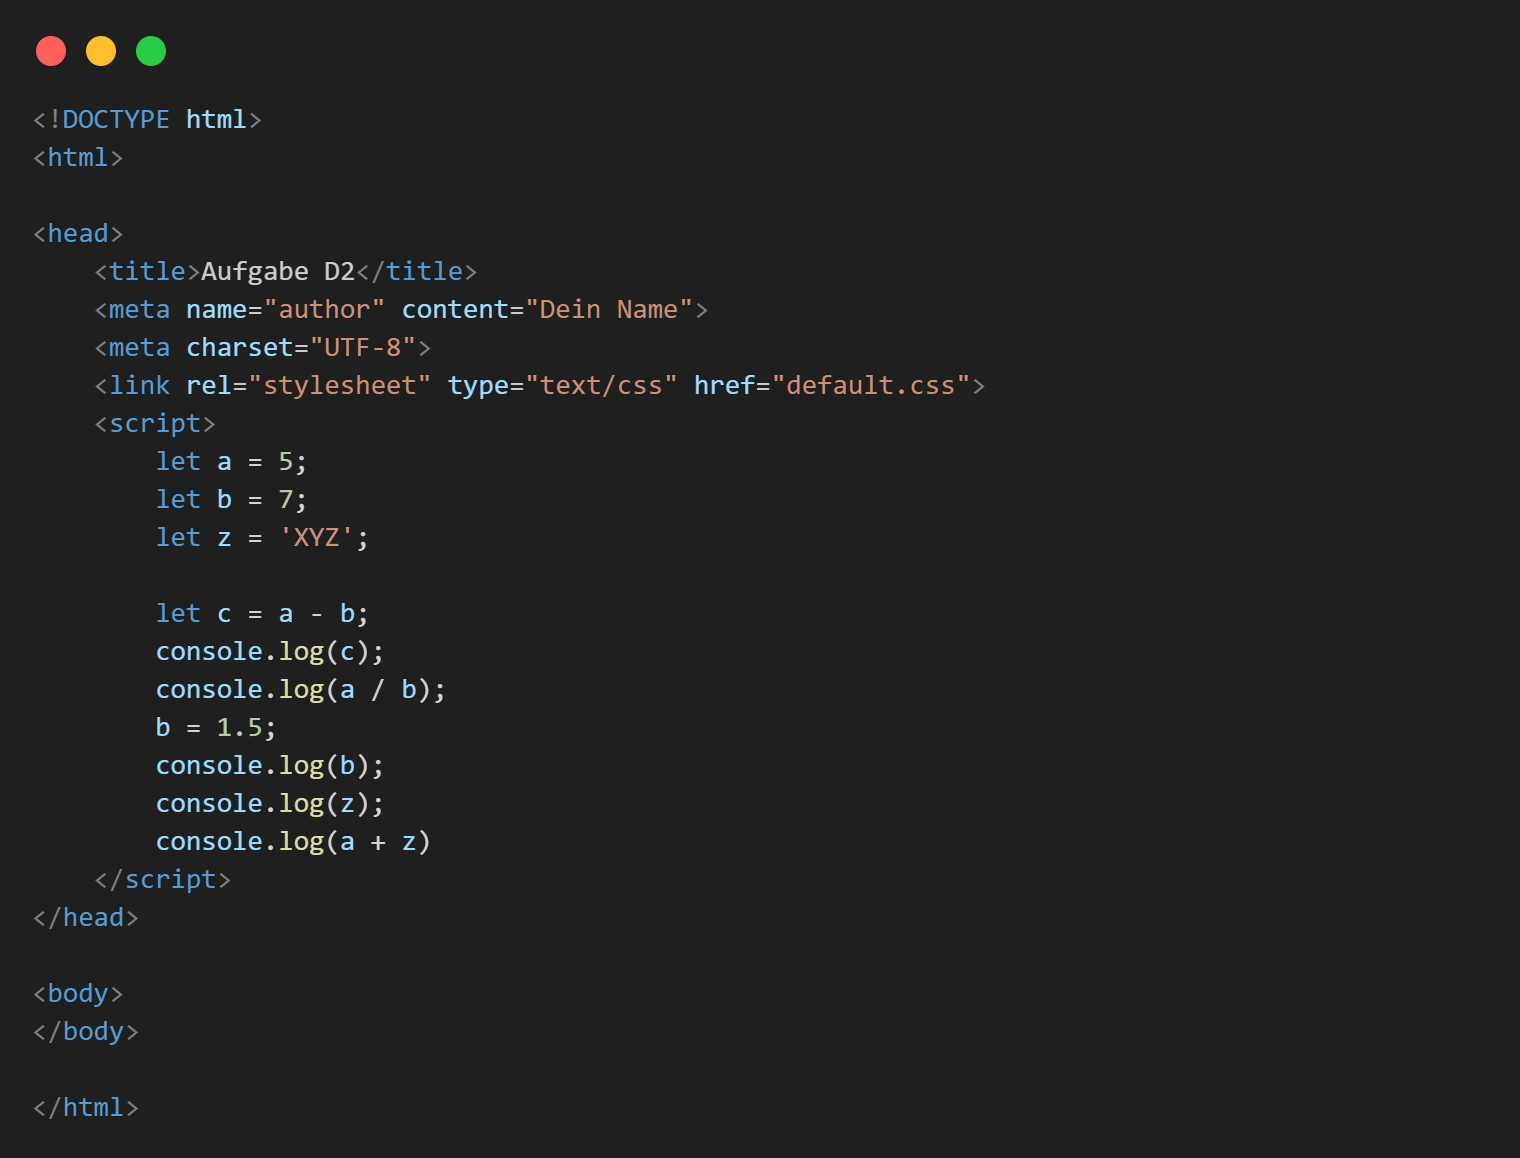 <!DOCTYPE html>
<html>

<head>
    <title>Aufgabe D2</title>
    <meta name="author" content="Dein Name">
    <meta charset="UTF-8">
    <link rel="stylesheet" type="text/css" href="default.css">
    <script>
        let a = 5;
        let b = 7;
        let z = 'XYZ';

        let c = a - b;
        console.log(c);
        console.log(a / b);
        b = 1.5;
        console.log(b);
        console.log(z);
        console.log(a + z)
    </script>
</head>

<body>
</body>

</html>